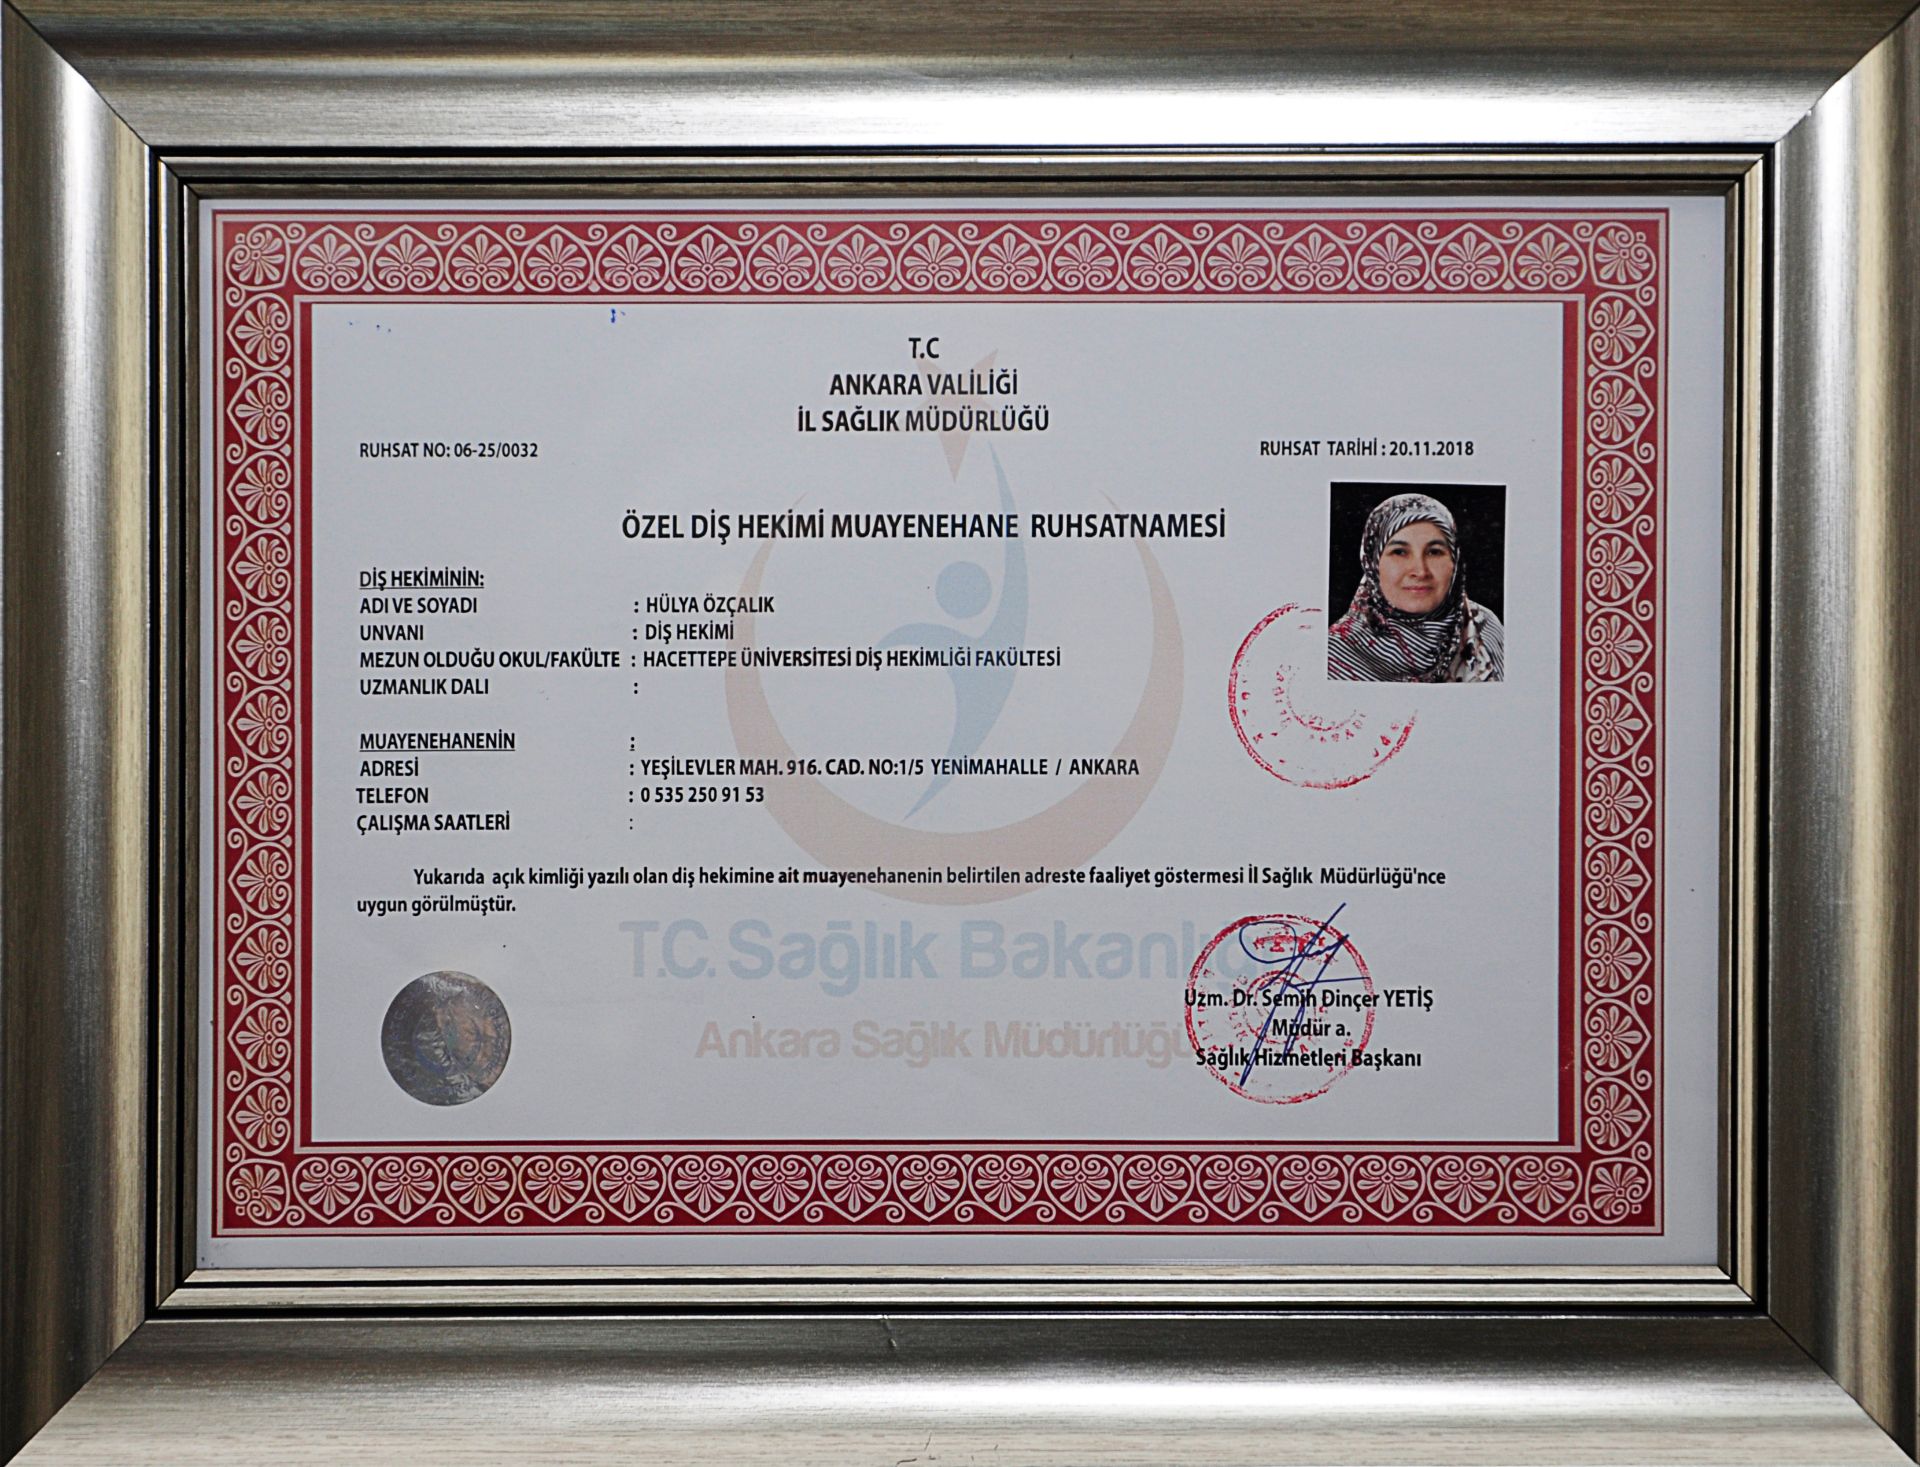 T.C
ANKARA VALİLİĞİ
İL SAĞLIK MÜDÜRLÜĞÜ
RUHSAT NO: 06-25/0032
RUHSAT TARİHİ : 20.11.2018
ÖZEL DİŞ HEKİMİ MUAYENEHANE RUHSATNAMESİ
DİŞ HEKİMİNİN:
ADI VE SOYADI : HÜLYA ÖZÇALIK
UNVANI : DİŞ HEKİMİ
MEZUN OLDUĞU OKUL/FAKÜLTE : HACETTEPE ÜNİVERSİTESİ DİŞ HEKİMLİĞİ FAKÜLTESİ
UZMANLIK DALI :
MUAYENEHANENİN :
ADRESİ : YEŞİLEVLER MAH. 916. CAD. NO:1/5 YENİMAHALLE / ANKARA
TELEFON : 0 535 250 91 53
ÇALIŞMA SAATLERİ :
Yukarıda açık kimliği yazılı olan diş hekimine ait muayenehanenin belirtilen adreste faaliyet göstermesi İl Sağlık Müdürlüğü'nce
uygun görülmüştür.
T.C. Sağlık Bakanlığı
Ankara Sağlık Müdürlüğü
Uzm. Dr. Semih Dinçer YETİŞ
Müdür a.
Sağlık Hizmetleri Başkanı